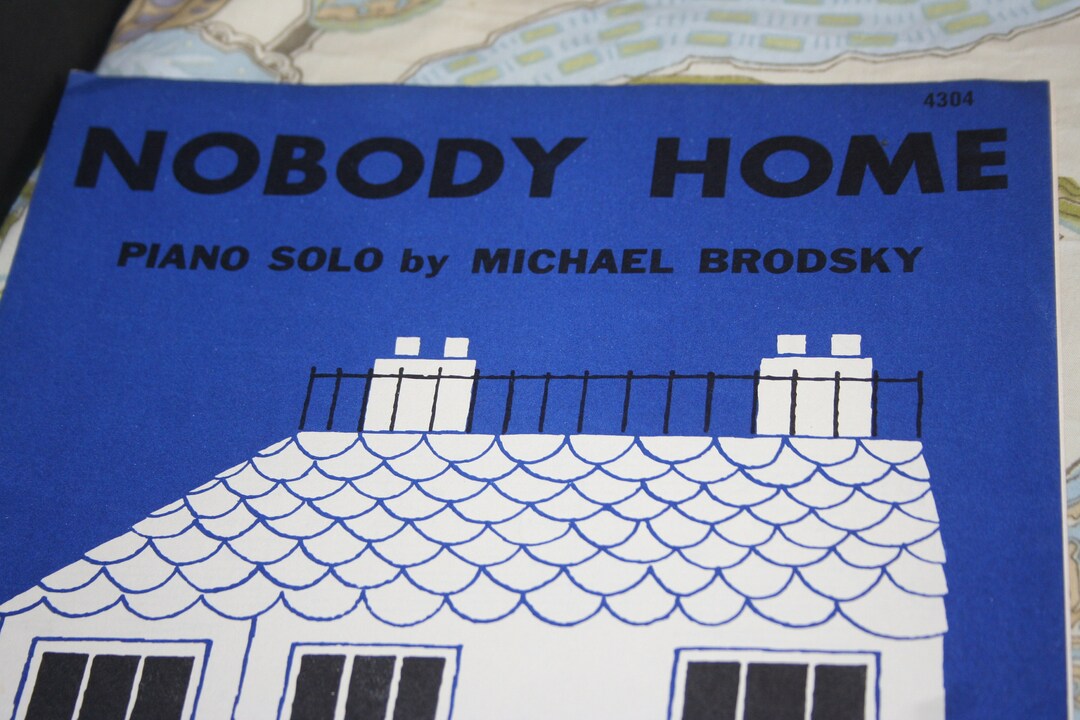 4304
NOBODY HOME
PIANO SOLO by MICHAEL BRODSKY